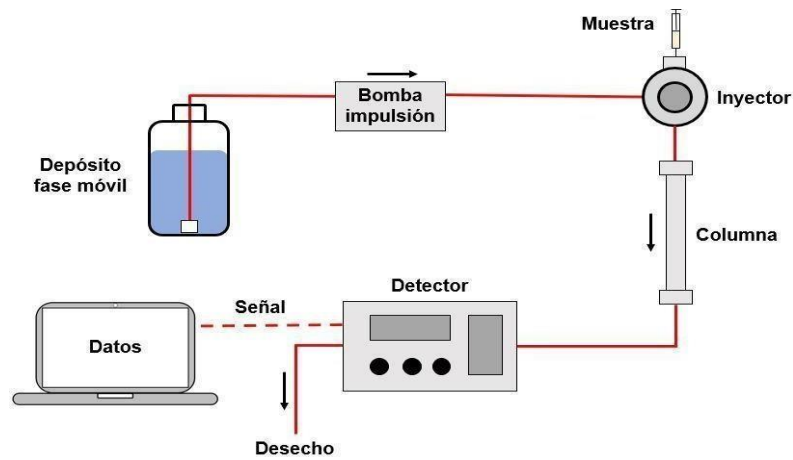 Muestra
Bomba
impulsión
Inyector
Depósito
fase móvil
Columna
Detector
Señal
Datos
Desecho